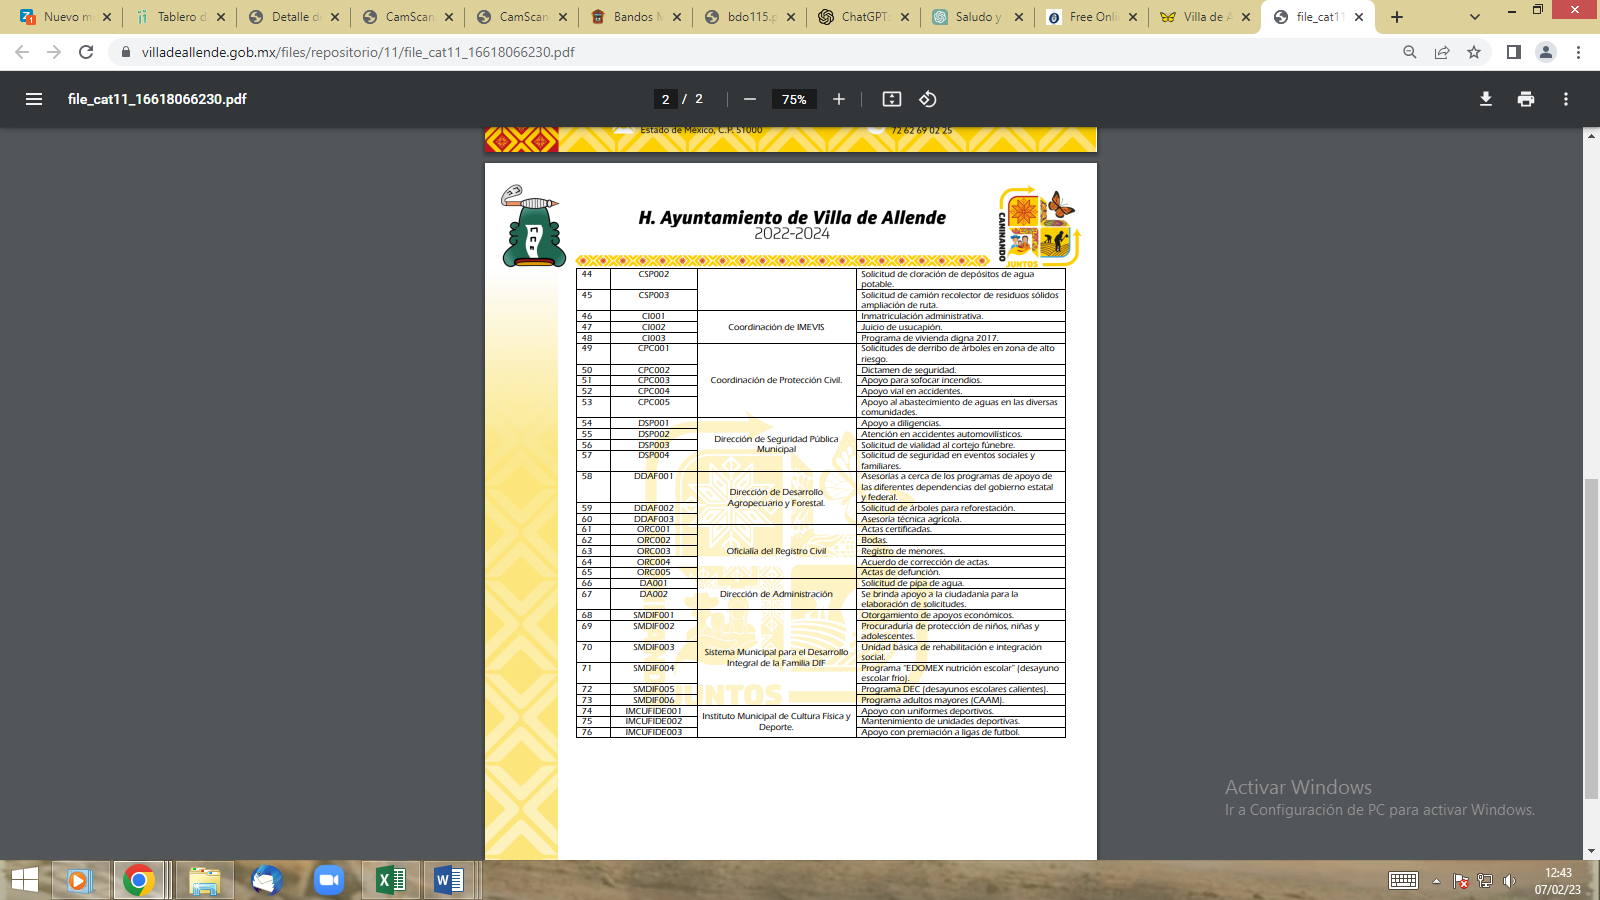 Nuevo m
Tablero d
Detalle de
CamScan
CamScan
Bandos M
bdo115.p
ChatGPT:
Saludo y
Free Onli
Villa de A
file_cat11
villadeallende.gob.mx/files/repositorio/11/file_cat11_16618066230.pdf
file_cat11_16618066230.pdf
2 / 2
75%
Estado de México, C.P. 51000
72 62 69 02 25
H. Ayuntamiento de Villa de Allende
2022-2024
CAMINANDO
JUNTOS
44 CSP002 Solicitud de cloración de depósitos de agua
potable.
45 CSP003 Solicitud de camión recolector de residuos sólidos
ampliación de ruta.
46 CI001 Inmatriculación administrativa.
47 CI002 Coordinación de IMEVIS Juicio de usucapión.
48 CI003 Programa de vivienda digna 2017.
49 CPC001 Solicitudes de derribo de árboles en zona de alto
riesgo.
50 CPC002 Dictamen de seguridad.
51 CPC003 Coordinación de Protección Civil. Apoyo para sofocar incendios.
52 CPC004 Apoyo vial en accidentes.
53 CPC005 Apoyo al abastecimiento de aguas en las diversas
comunidades.
54 DSP001 Apoyo a diligencias.
55 DSP002 Atención en accidentes automovilísticos.
Dirección de Seguridad Pública
56 DSP003 Solicitud de vialidad al cortejo fúnebre.
Municipal
57 DSP004 Solicitud de seguridad en eventos sociales y
familiares.
58 DDAF001 Asesorías a cerca de los programas de apoyo de
las diferentes dependencias del gobierno estatal
Dirección de Desarrollo
y federal.
Agropecuario y Forestal.
59 DDAF002 Solicitud de árboles para reforestación.
60 DDAF003 Asesoría técnica agrícola.
61 ORC001 Actas certificadas.
62 ORC002 Bodas.
63 ORC003 Oficialía del Registro Civil Registro de menores.
64 ORC004 Acuerdo de corrección de actas.
65 ORC005 Actas de defunción.
66 DA001 Solicitud de pipa de agua.
67 DA002 Dirección de Administración Se brinda apoyo a la ciudadanía para la
elaboración de solicitudes.
68 SMDIF001 Otorgamiento de apoyos económicos.
69 SMDIF002 Procuraduría de protección de niños, niñas y
adolescentes.
70 SMDIF003 Unidad básica de rehabilitación e integración
Sistema Municipal para el Desarrollo
social.
Integral de la Familia DIF
71 SMDIF004 Programa "EDOMEX nutrición escolar" (desayuno
escolar frio).
72 SMDIF005 Programa DEC (desayunos escolares calientes).
73 SMDIF006 Programa adultos mayores (CAAM).
74 IMCUFIDE001 Apoyo con uniformes deportivos.
Instituto Municipal de Cultura Física y
75 IMCUFIDE002 Mantenimiento de unidades deportivas.
Deporte.
76 IMCUFIDE003 Apoyo con premiación a ligas de futbol.
JUNTOS
Activar Windows
Ir a Configuración de PC para activar Windows.
12:43
07/02/23